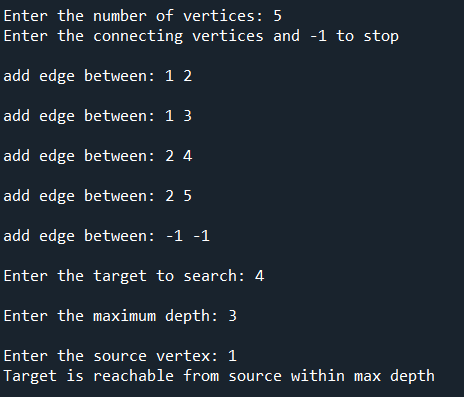 Enter the number of vertices: 5
Enter the connecting vertices and -1 to stop
add edge between: 1 2
add edge between: 1 3
add edge between: 2 4
add edge between: 2 5
add edge between: -1 -1
Enter the target to search: 4
Enter the maximum depth: 3
Enter the source vertex: 1
Target is reachable from source within max depth